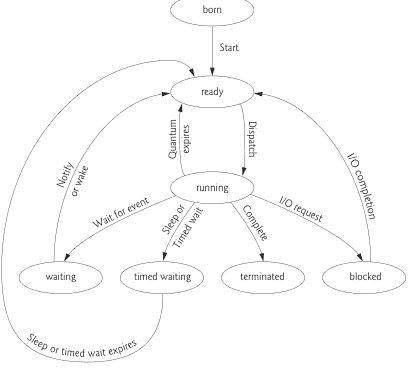 born
Start
ready
Quantum
expires
Dispatch
Notify
or wake
I/O completion
running
Wait for event
Sleep or
Timed wait
Complete
I/O request
waiting
timed waiting
terminated
blocked
Sleep or timed wait expires